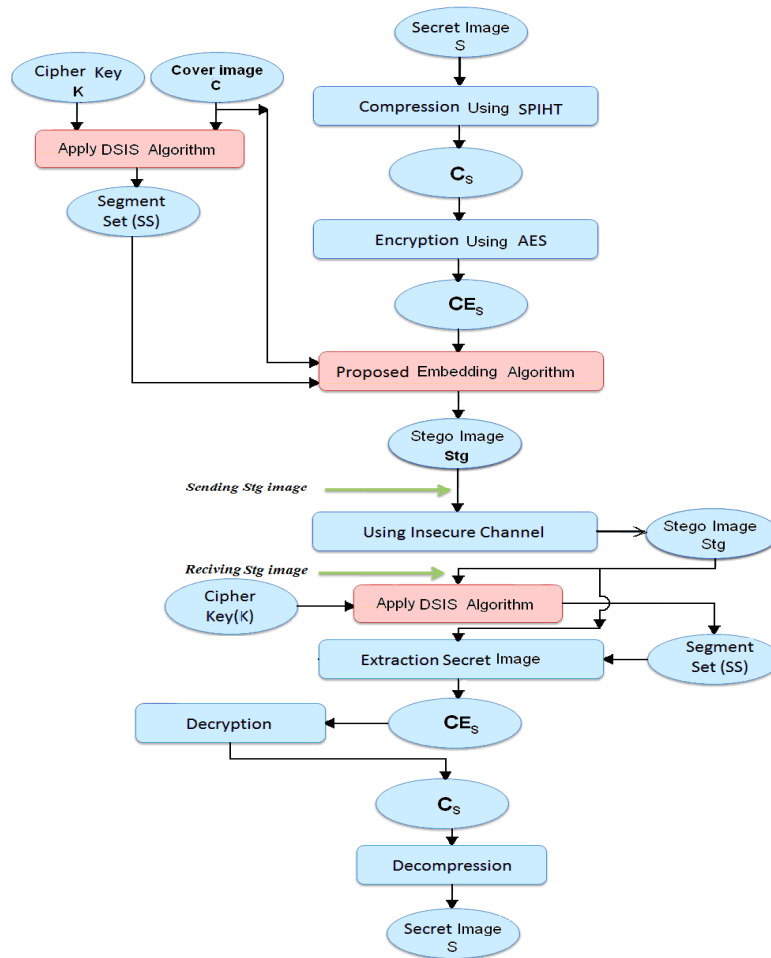 Secret Image
S
Cipher Key
K
Cover image
C
Compression Using SPIHT
Apply DSIS Algorithm
CS
Segment
Set (SS)
Encryption Using AES
CES
Proposed Embedding Algorithm
Stego Image
Stg
Sending Stg image
Using Insecure Channel
Stego Image
Stg
Reciving Stg image
Cipher
Key(K)
Apply DSIS Algorithm
Extraction Secret Image
Segment
Set (SS)
Decryption
CES
CS
Decompression
Secret Image
S